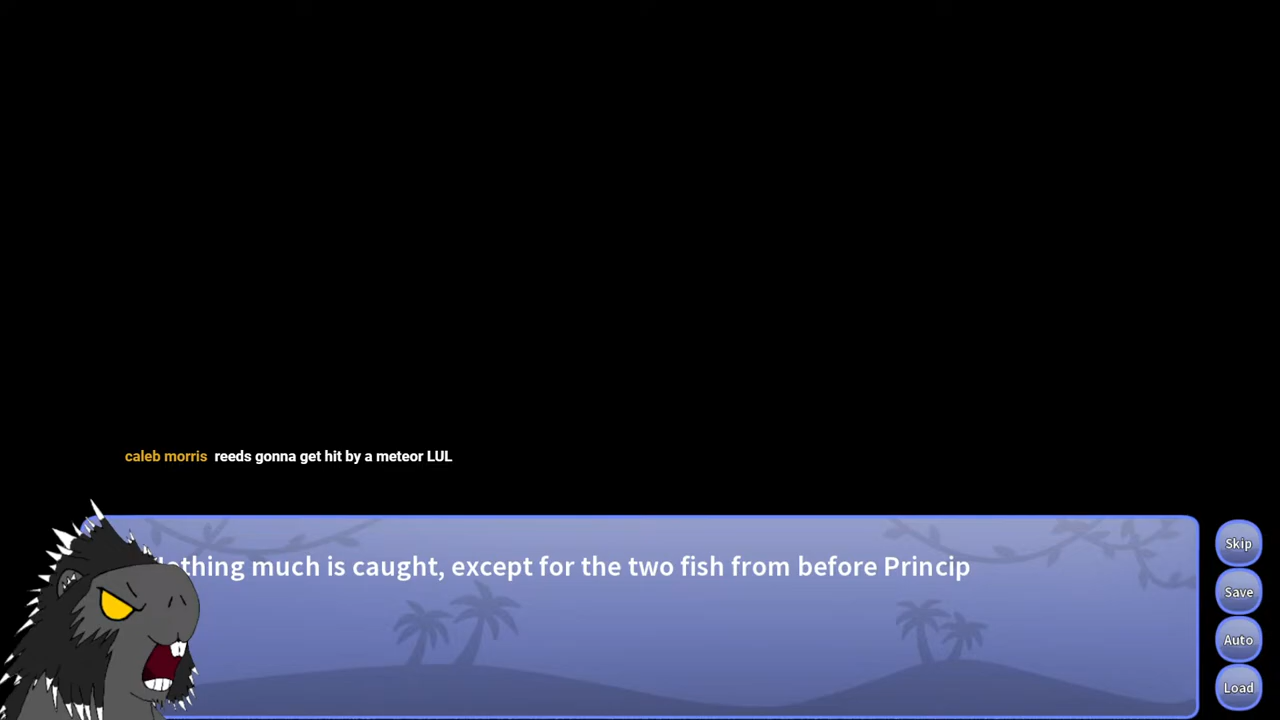 caleb morris reeds gonna get hit by a meteor LUL
Skip
Nothing much is caught, except for the two fish from before Princip
Save
Auto
Load